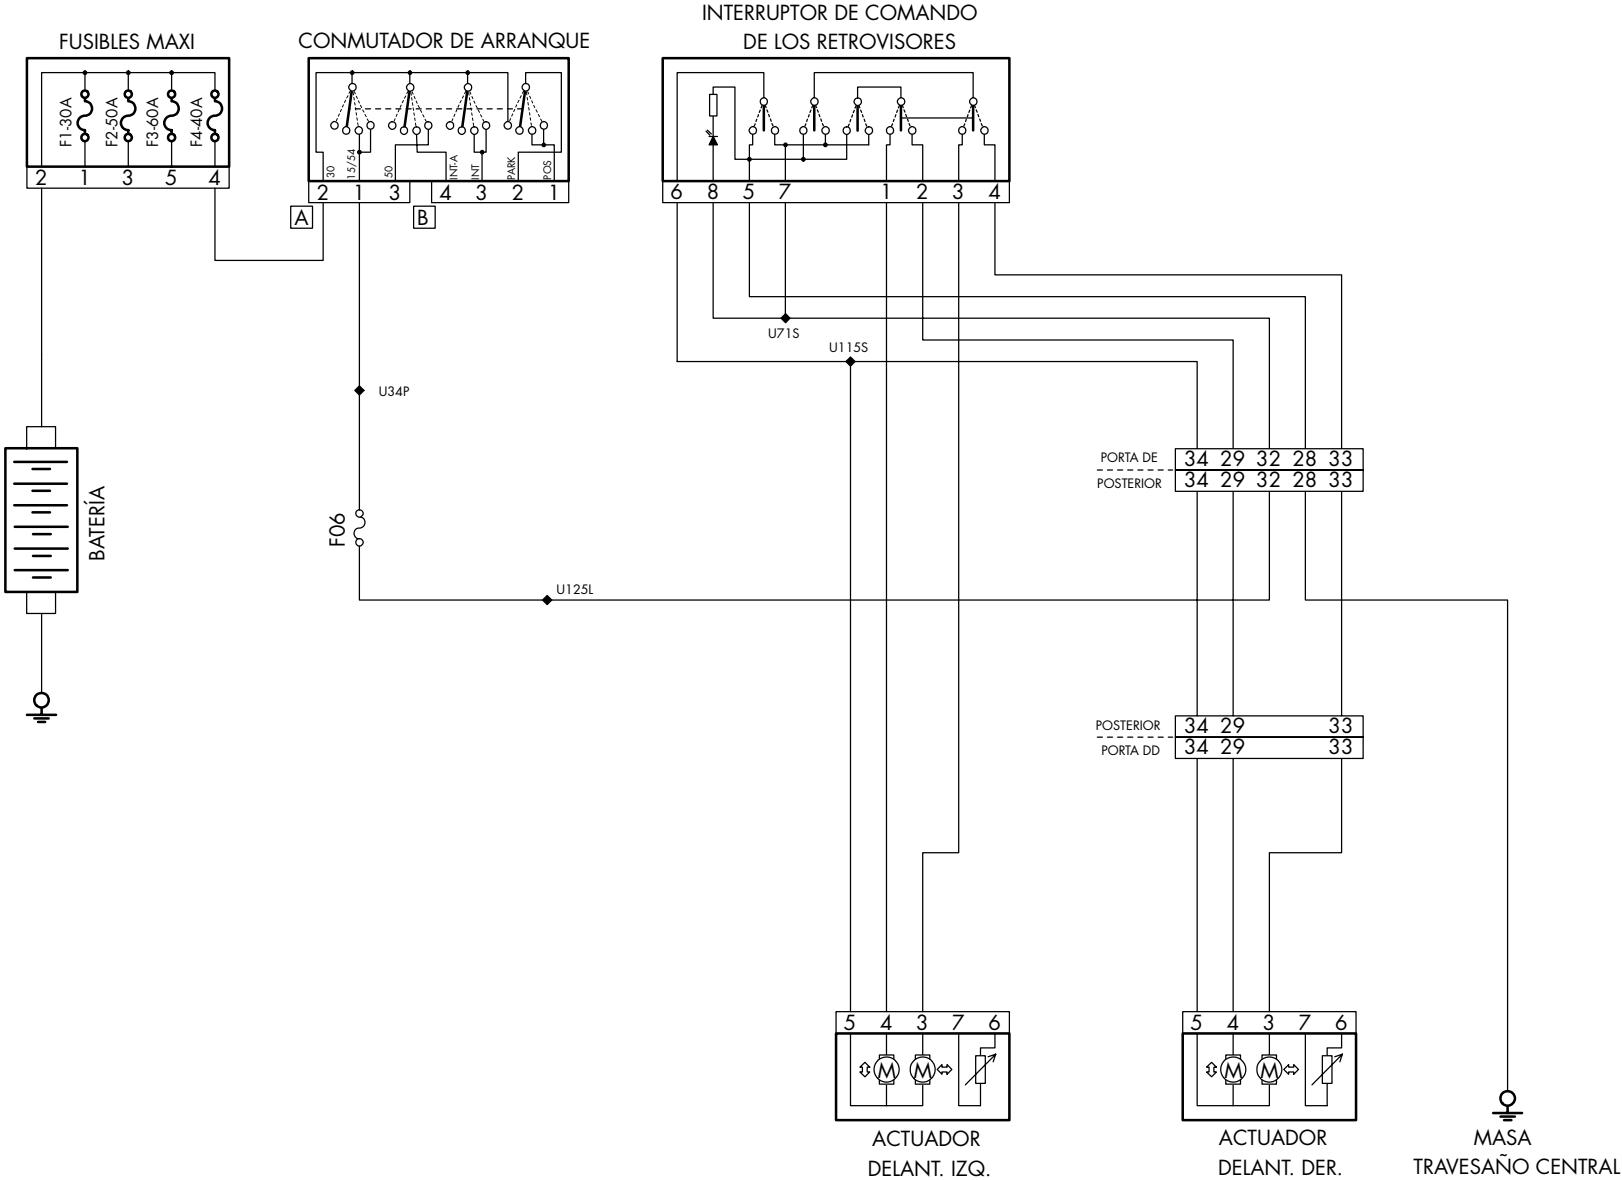 INTERRUPTOR DE COMANDO
DE LOS RETROVISORES
FUSIBLES MAXI
CONMUTADOR DE ARRANQUE
F1-30A
F2-50A
F3-60A
F4-40A
2 1 3 5 4
30
15/54
50
INT-A
INT
PARK
POS
2 1 3
4 3 2 1
A
B
6 8 5 7 1 2 3 4
U71S
U115S
U34P
PORTA DE
34 29 32 28 33
POSTERIOR
34 29 32 28 33
BATERÍA
F06
U125L
POSTERIOR
34 29 33
PORTA DD
34 29 33
5 4 3 7 6
M M
ACTUADOR
DELANT. IZQ.
5 4 3 7 6
M M
ACTUADOR
DELANT. DER.
MASA
TRAVESAÑO CENTRAL